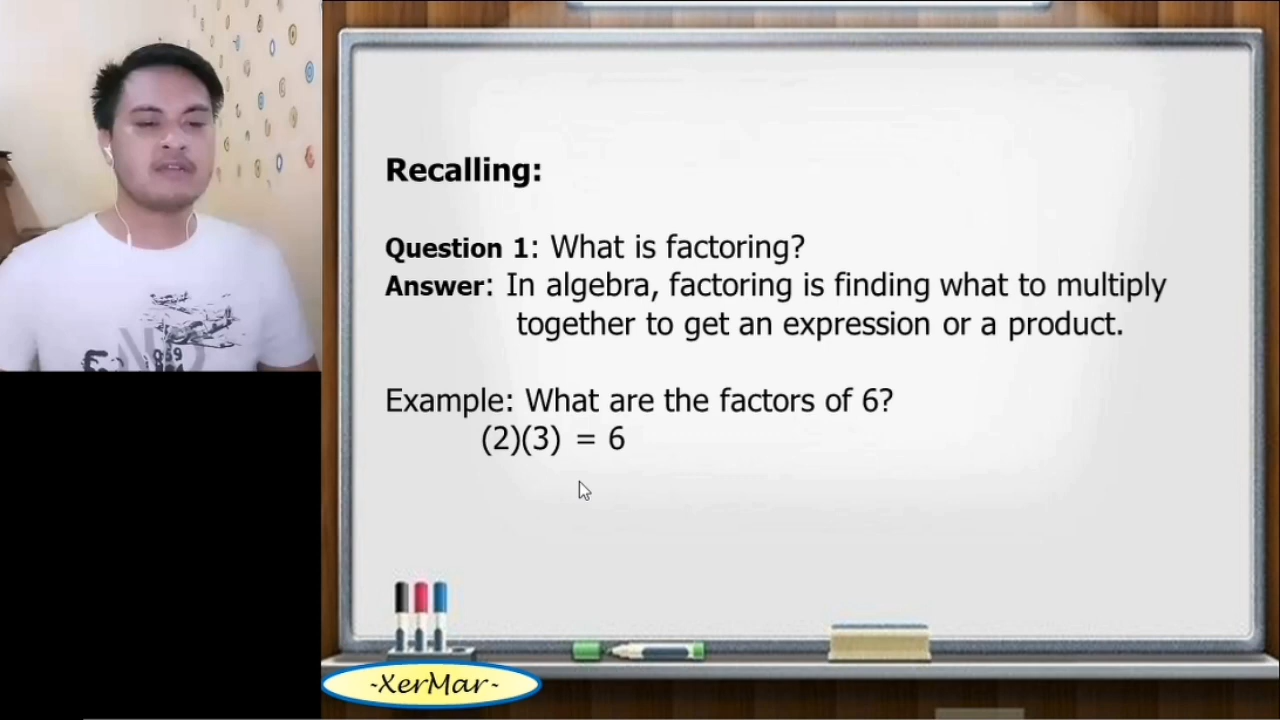 Recalling:
Question 1: What is factoring?
Answer: In algebra, factoring is finding what to multiply
together to get an expression or a product.
Example: What are the factors of 6?
(2)(3) = 6
-XerMar-